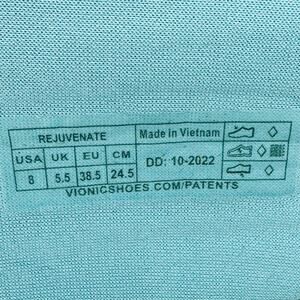 REJUVENATE
USA UK EU CM
8 5.5 38.5 24.5
Made in Vietnam
DD: 10-2022
VIONICSHOES.COM/PATENTS